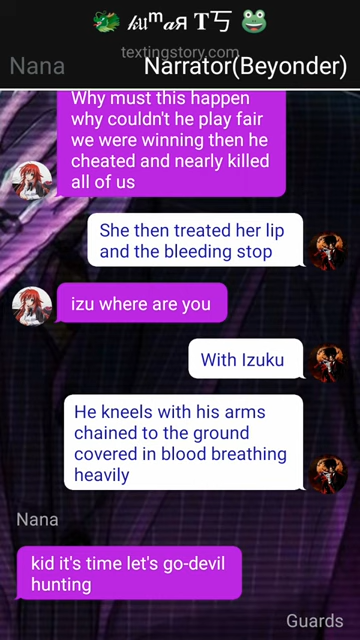 textingstory.com
Nana
Narrator(Beyonder)
Why must this happen
why couldn't he play fair
we were winning then he
cheated and nearly killed
all of us
She then treated her lip
and the bleeding stop
izu where are you
With Izuku
He kneels with his arms
chained to the ground
covered in blood breathing
heavily
Nana
kid it's time let's go-devil
hunting
Guards